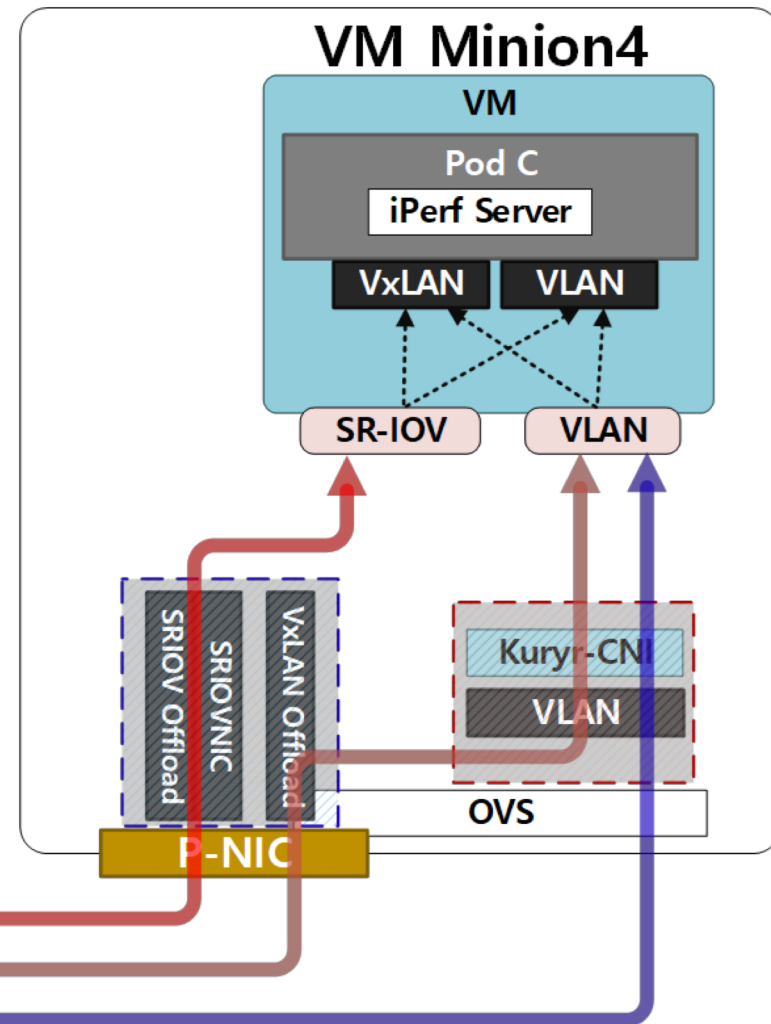 VM Minion4
VM
Pod C
iPerf Server
VxLAN
VLAN
SR-IOV
VLAN
SRIOV Offload
SRIOVNIC
VxLAN Offload
Kuryr-CNI
VLAN
OVS
P-NIC